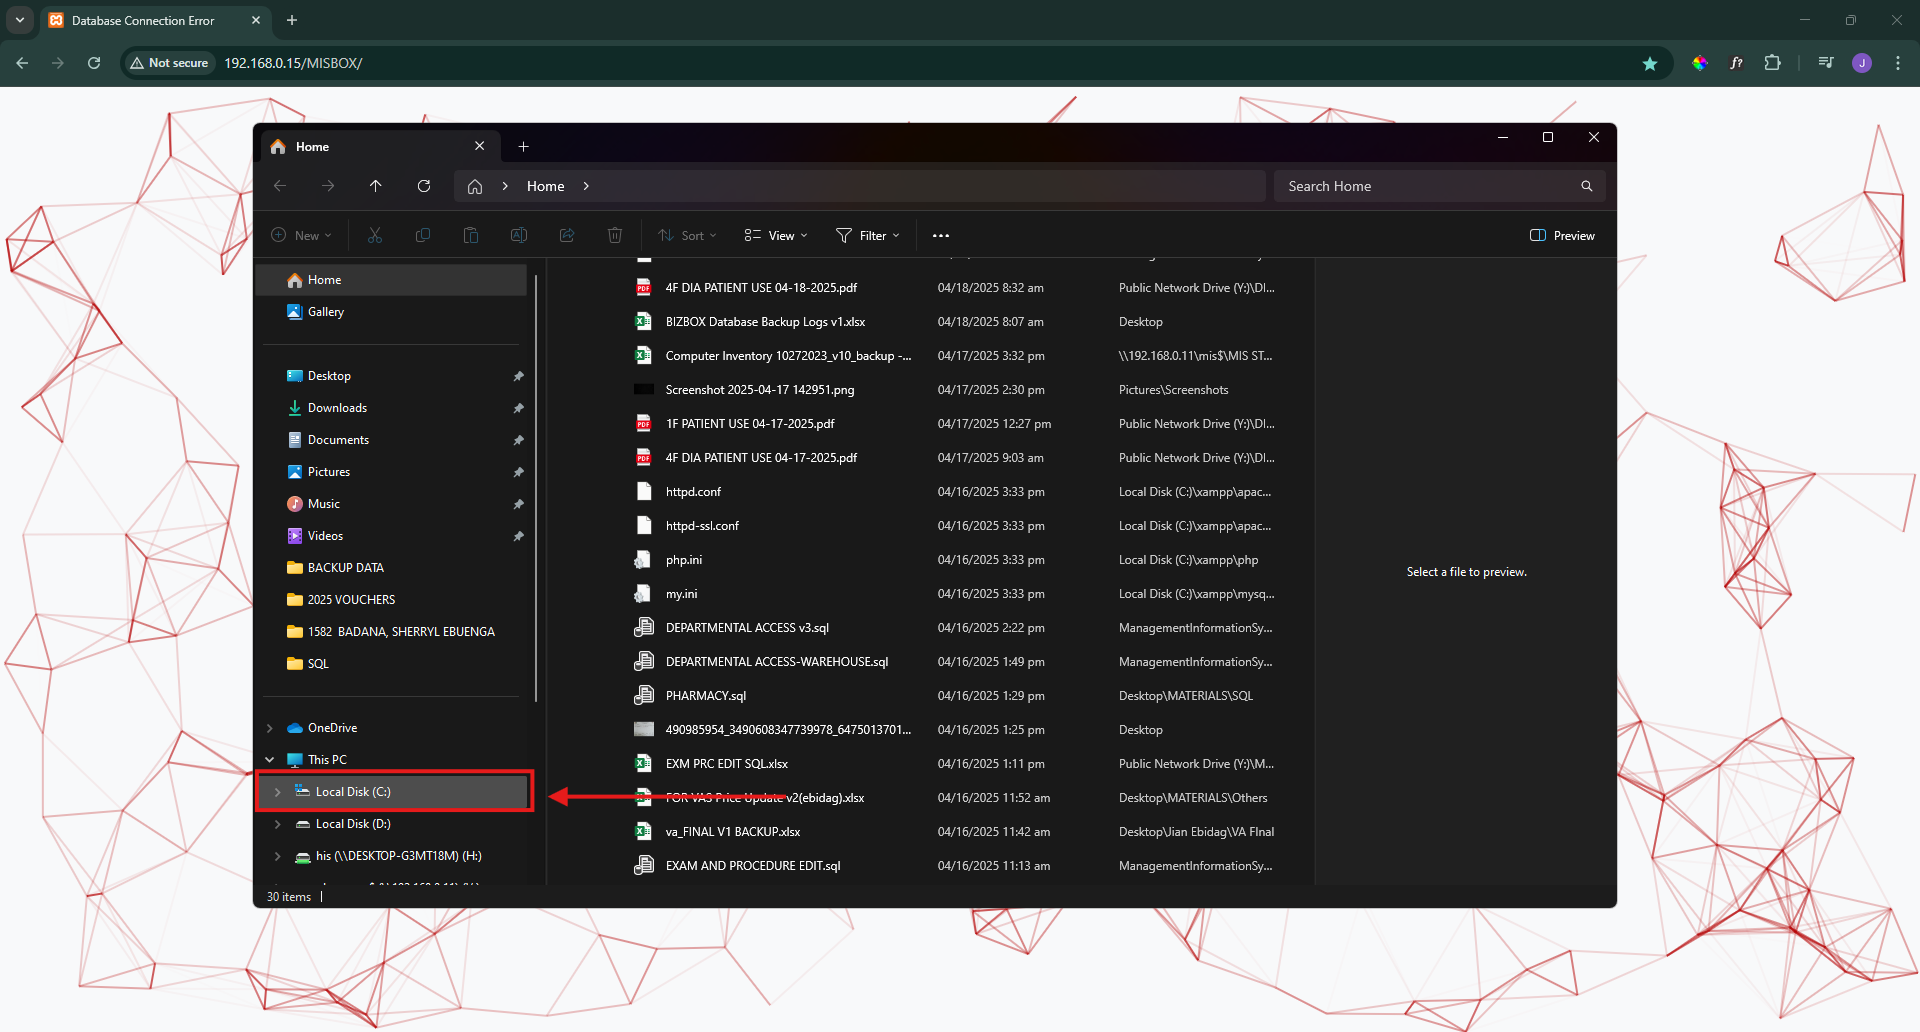 Database Connection Error
Not secure
192.168.0.15/MISBOX/
J
Home
Home
Search Home
New
Sort
View
Filter
Preview
Home
Gallery
Desktop
Downloads
Documents
Pictures
Music
Videos
BACKUP DATA
2025 VOUCHERS
1582 BADANA, SHERRYL EBUENGA
SQL
OneDrive
This PC
Local Disk (C:)
Local Disk (D:)
his (\\DESKTOP-G3MT18M) (H:)
4F DIA PATIENT USE 04-18-2025.pdf 04/18/2025 8:32 am Public Network Drive (Y:)\DI...
BIZBOX Database Backup Logs v1.xlsx 04/18/2025 8:07 am Desktop
Computer Inventory 10272023_v10_backup -... 04/17/2025 3:32 pm \\192.168.0.11\mis$\MIS ST...
Screenshot 2025-04-17 142951.png 04/17/2025 2:30 pm Pictures\Screenshots
1F PATIENT USE 04-17-2025.pdf 04/17/2025 12:27 pm Public Network Drive (Y:)\DI...
4F DIA PATIENT USE 04-17-2025.pdf 04/17/2025 9:03 am Public Network Drive (Y:)\DI...
httpd.conf 04/16/2025 3:33 pm Local Disk (C:)\xampp\apac...
httpd-ssl.conf 04/16/2025 3:33 pm Local Disk (C:)\xampp\apac...
php.ini 04/16/2025 3:33 pm Local Disk (C:)\xampp\php
my.ini 04/16/2025 3:33 pm Local Disk (C:)\xampp\mysq...
DEPARTMENTAL ACCESS v3.sql 04/16/2025 2:22 pm ManagementInformationSy...
DEPARTMENTAL ACCESS-WAREHOUSE.sql 04/16/2025 1:49 pm ManagementInformationSy...
PHARMACY.sql 04/16/2025 1:29 pm Desktop\MATERIALS\SQL
490985954_3490608347739978_6475013701... 04/16/2025 1:25 pm Desktop
EXM PRC EDIT SQL.xlsx 04/16/2025 1:11 pm Public Network Drive (Y:)\M...
FOR VAS Price Update v2(ebidag).xlsx 04/16/2025 11:52 am Desktop\MATERIALS\Others
va_FINAL V1 BACKUP.xlsx 04/16/2025 11:42 am Desktop\Jian Ebidag\VA FInal
EXAM AND PROCEDURE EDIT.sql 04/16/2025 11:13 am ManagementInformationSy...
Select a file to preview.
30 items